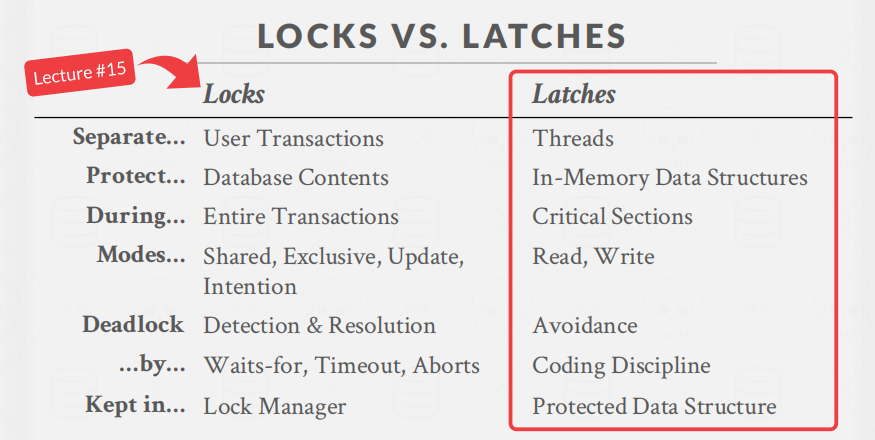 LOCKS VS. LATCHES
Lecture #15
Locks Latches
Separate... User Transactions Threads
Protect... Database Contents In-Memory Data Structures
During... Entire Transactions Critical Sections
Modes... Shared, Exclusive, Update, Read, Write
Intention
Deadlock Detection & Resolution Avoidance
...by... Waits-for, Timeout, Aborts Coding Discipline
Kept in... Lock Manager Protected Data Structure